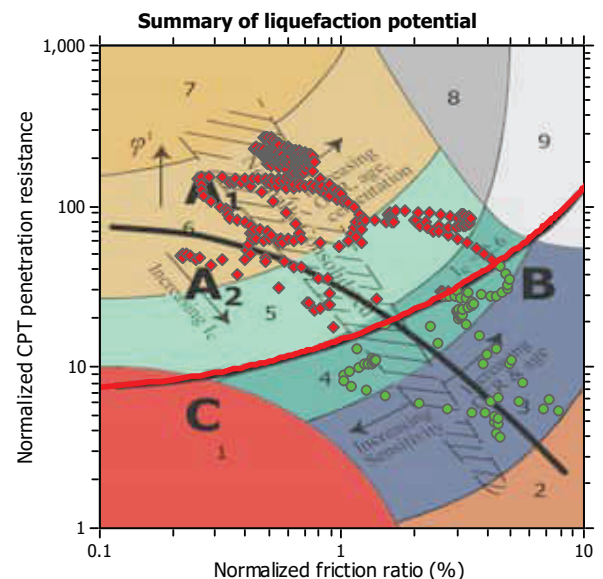 Summary of liquefaction potential
Normalized CPT penetration resistance
1,000
100
10
1
7
8
9
φ'
A1
6
A2
Increasing Ic
5
B
4
C
1
Increasing
Sensitivity
3
2
0.1
1
10
Normalized friction ratio (%)